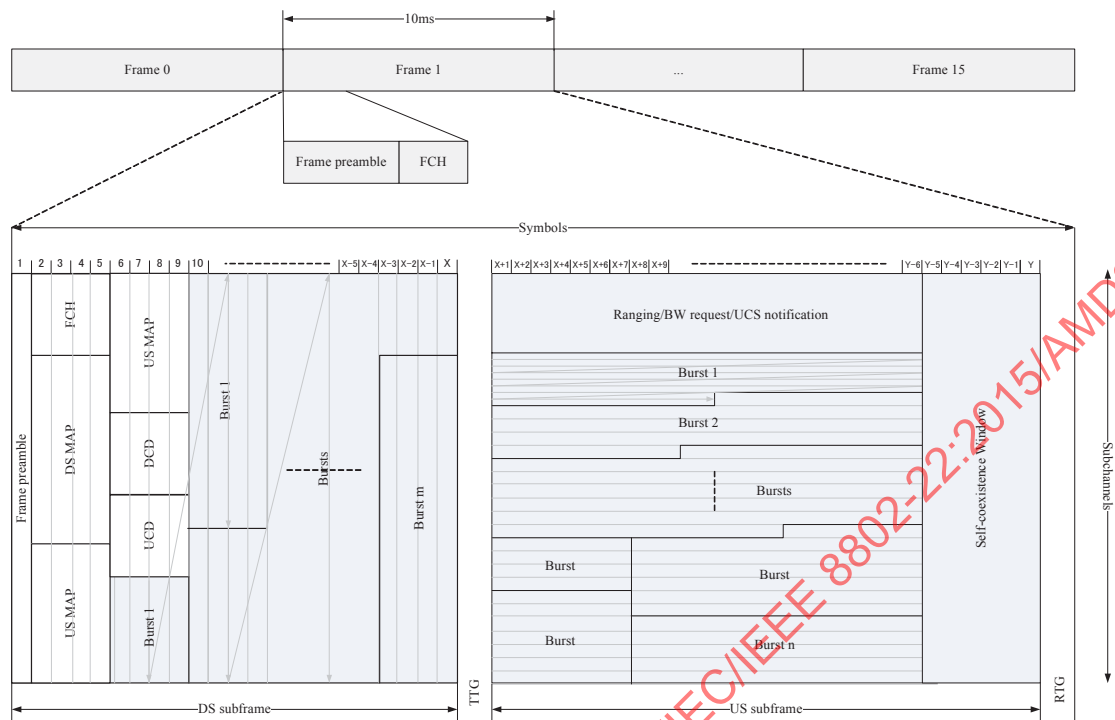 10ms
Frame 0
Frame 1
...
Frame 15
Frame preamble
FCH
Symbols
1 2 3 4 5 6 7 8 9 10
X-5 X-4 X-3 X-2 X-1 X
X+1 X+2 X+3 X+4 X+5 X+6 X+7 X+8 X+9
Y-6 Y-5 Y-4 Y-3 Y-2 Y-1 Y
Frame preamble
FCH
DS MAP
US MAP
US MAP
DCD
UCD
Burst 1
Burst 1
Bursts
Burst m
TTG
Ranging/BW request/UCS notification
Burst 1
Burst 2
Bursts
Burst
Burst
Burst
Burst n
Self-coexistence Window
RTG
Subchannels
DS subframe
US subframe
IEC/IEEE 8802-22:2015/AMD